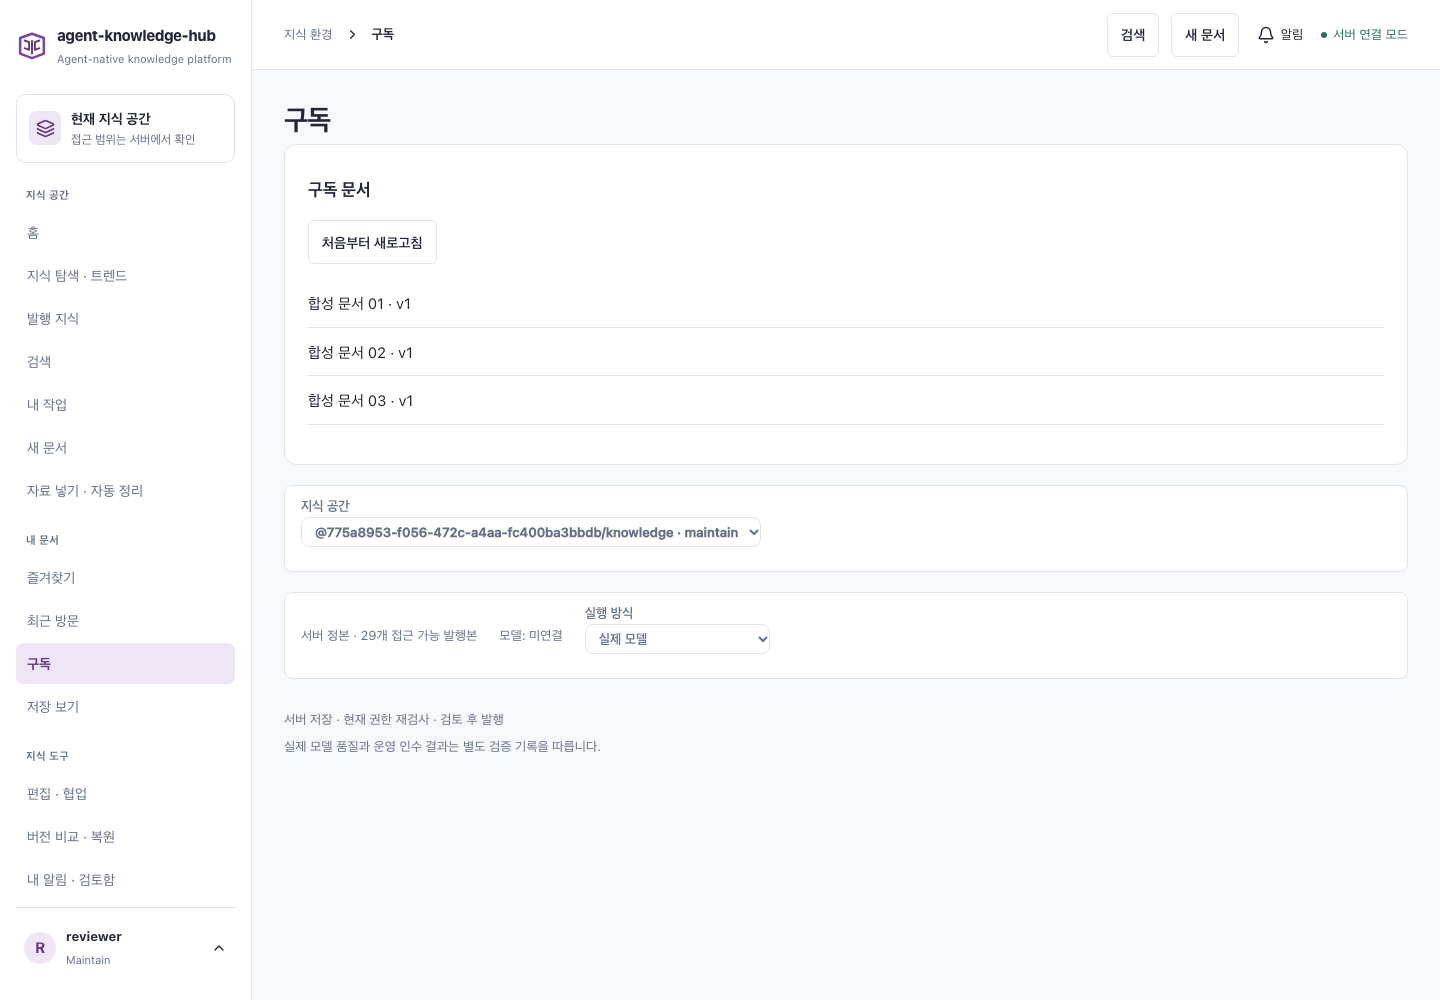 agent-knowledge-hub
Agent-native knowledge platform
현재 지식 공간
접근 범위는 서버에서 확인
지식 공간
홈
지식 탐색 · 트렌드
발행 지식
검색
내 작업
새 문서
자료 넣기 · 자동 정리
내 문서
즐겨찾기
최근 방문
구독
저장 보기
지식 도구
편집 · 협업
버전 비교 · 복원
내 알림 · 검토함
R
reviewer
Maintain
지식 환경 > 구독
검색
새 문서
알림
서버 연결 모드
구독
구독 문서
처음부터 새로고침
합성 문서 01 · v1
합성 문서 02 · v1
합성 문서 03 · v1
지식 공간
@775a8953-f056-472c-a4aa-fc400ba3bbdb/knowledge · maintain
서버 정본 · 29개 접근 가능 발행본
모델: 미연결
실행 방식
실제 모델
서버 저장 · 현재 권한 재검사 · 검토 후 발행
실제 모델 품질과 운영 인수 결과는 별도 검증 기록을 따릅니다.